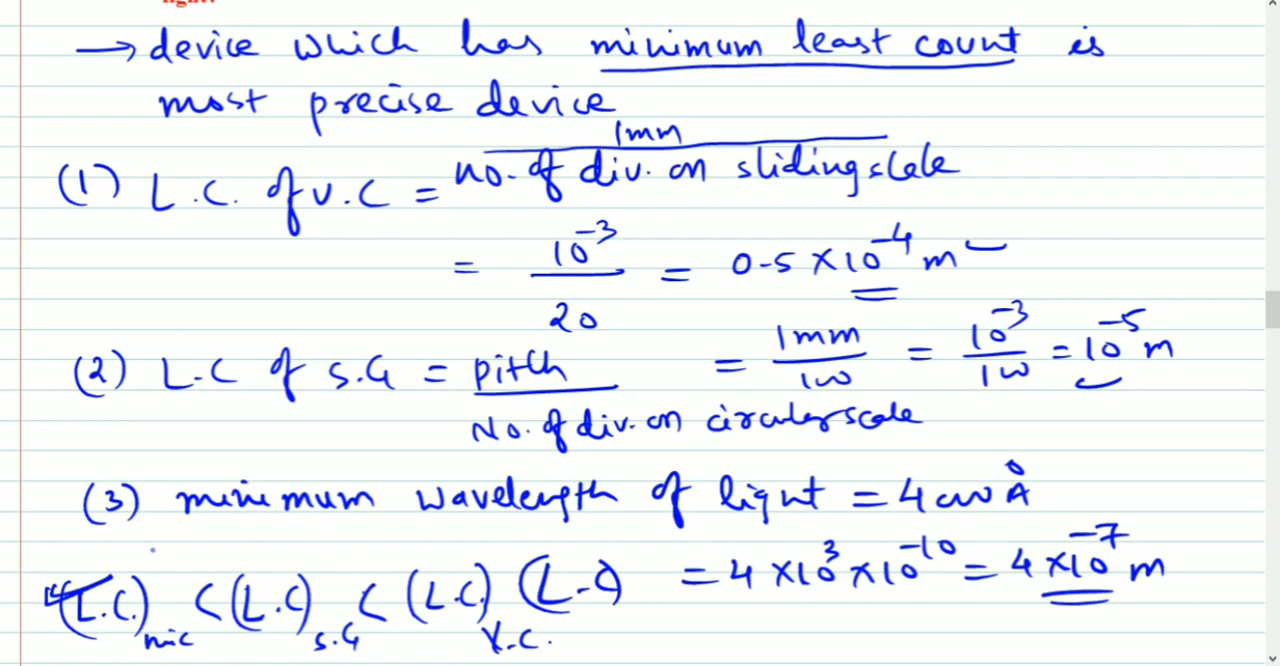 light.
→ device which has minimum least count is
most precise device
(1) L.C. of V.C = 1mm / no. of div. on sliding scale
= 10⁻³ / 20 = 0.5 × 10⁻⁴ m
(2) L.C of S.G = pitch / No. of div. on circular scale = 1mm / 100 = 10⁻³ / 100 = 10⁻⁵ m
(3) minimum wavelength of light = 4000 Å
= 4 × 10³ × 10⁻¹⁰ = 4 × 10⁻⁷ m
(L.C.)mic < (L.C)S.G < (L.C)V.C. (L.C)